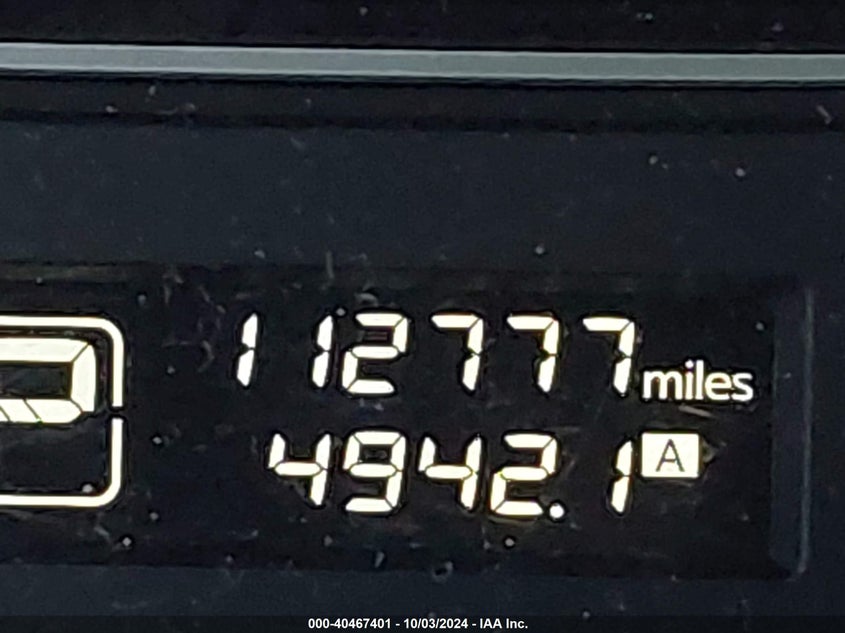 112777 miles
4942.1 A
000-40467401 - 10/03/2024 - IAA Inc.